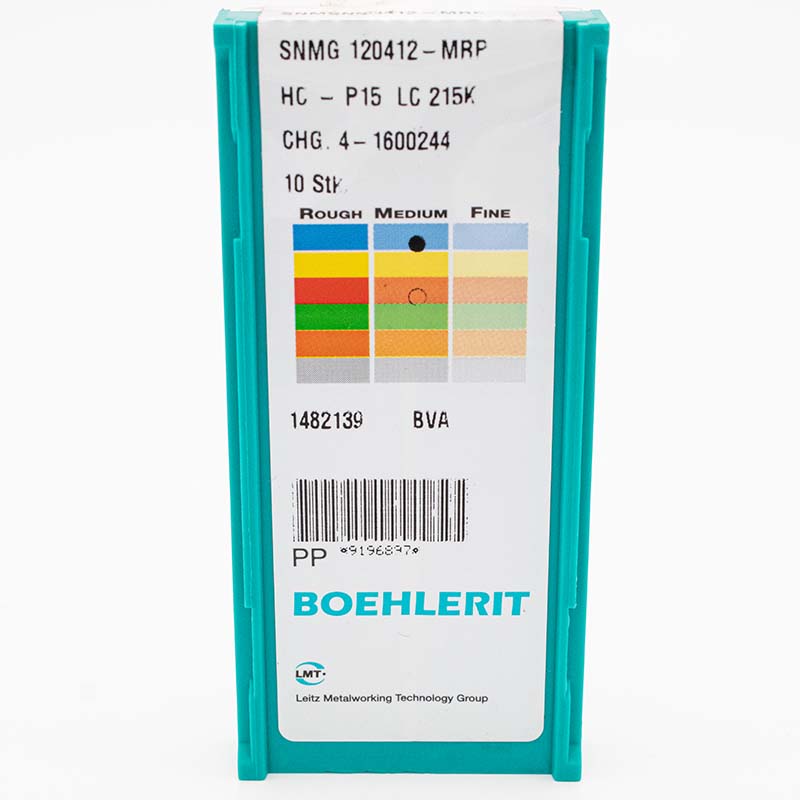 SNMG 120412-MRP
HC - P15 LC 215K
CHG. 4-1600244
10 Stk
ROUGH MEDIUM FINE
1482139 BVA
PP *9196897*
BOEHLERIT
LMT
Leitz Metalworking Technology Group